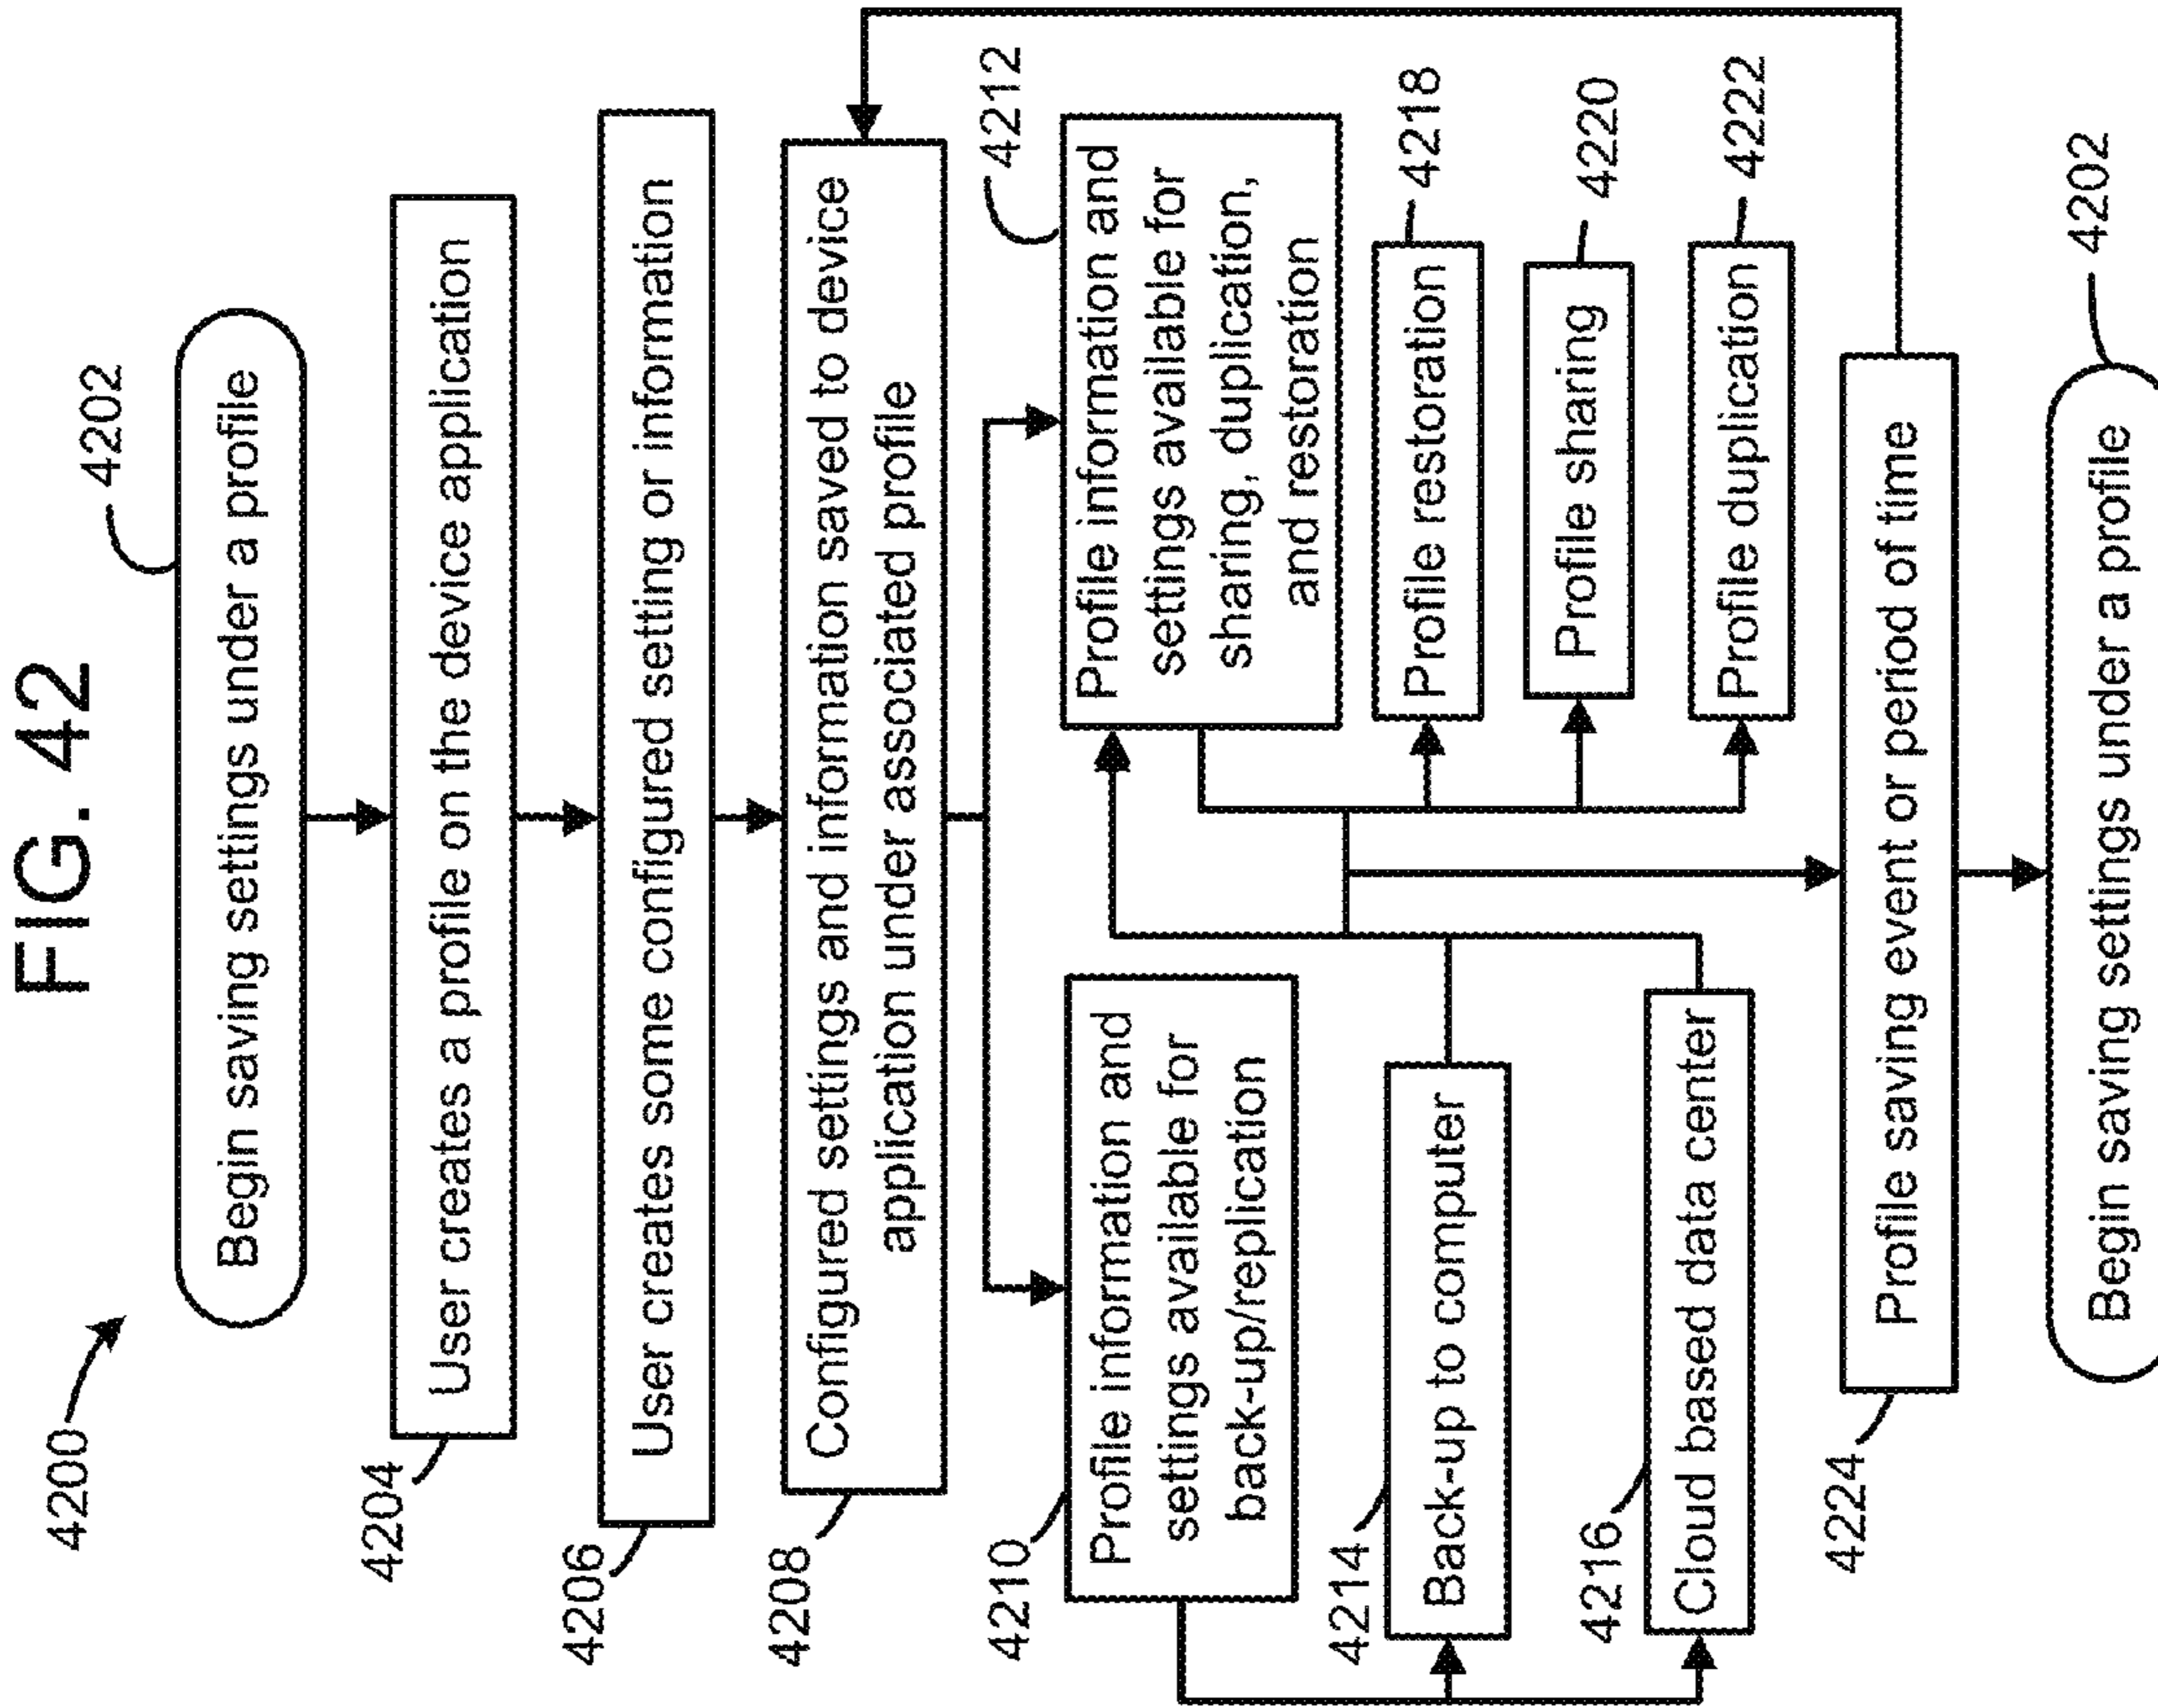 FIG. 42
4200
4202
Begin saving settings under a profile
4204
User creates a profile on the device application
4206
User creates some configured setting or information
4208
Configured settings and information saved to device
application under associated profile
4210
Profile information and
settings available for
back-up/replication
4212
Profile information and
settings available for
sharing, duplication,
and restoration
4214
Back-up to computer
4216
Cloud based data center
Profile restoration
4218
Profile sharing
4220
Profile duplication
4222
4224
Profile saving event or period of time
Begin saving settings under a profile
4202